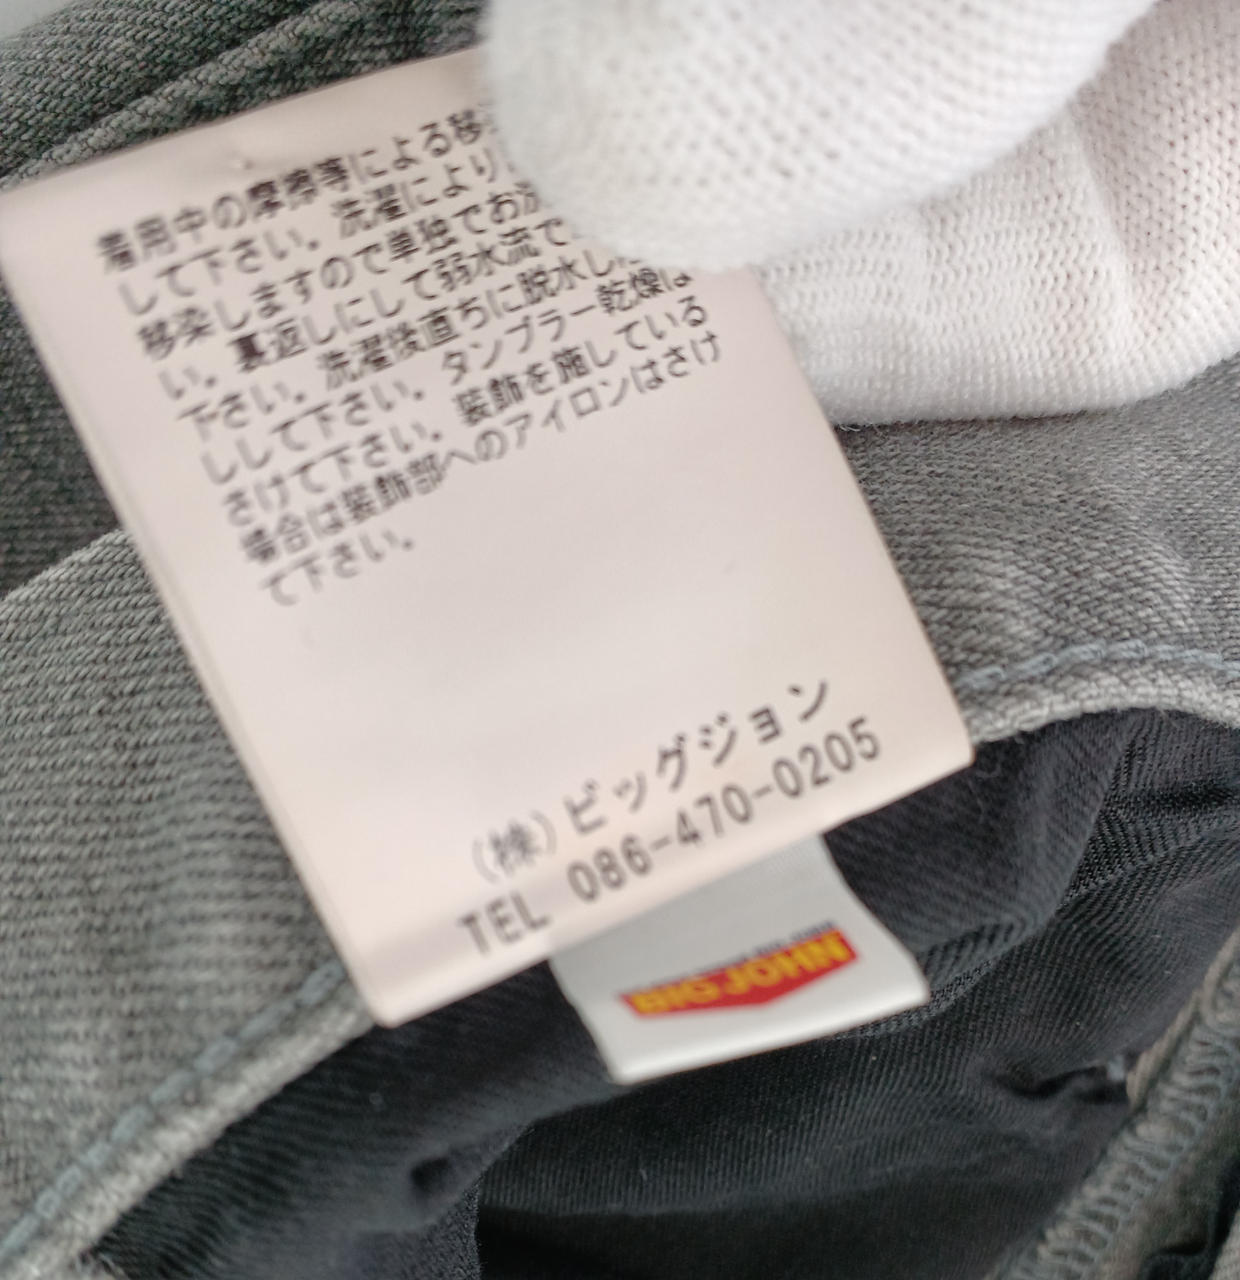 着用中の摩擦等による移
して下さい。洗濯により
移染しますので単独でお洗
い。裏返しにして弱水流で
下さい。洗濯後直ちに脱水し
しして下さい。タンブラー乾燥は
さけて下さい。装飾を施している
場合は装飾部へのアイロンはさけ
て下さい。
(株)ビッグジョン
TEL 086-470-0205
BIG JOHN